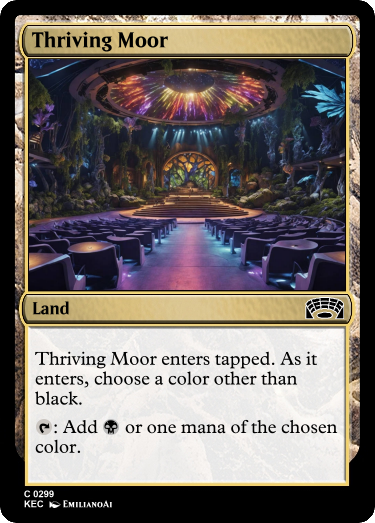 Thriving Moor
Land
Thriving Moor enters tapped. As it
enters, choose a color other than
black.
: Add or one mana of the chosen
color.
C 0299
KEC EmilianoAi